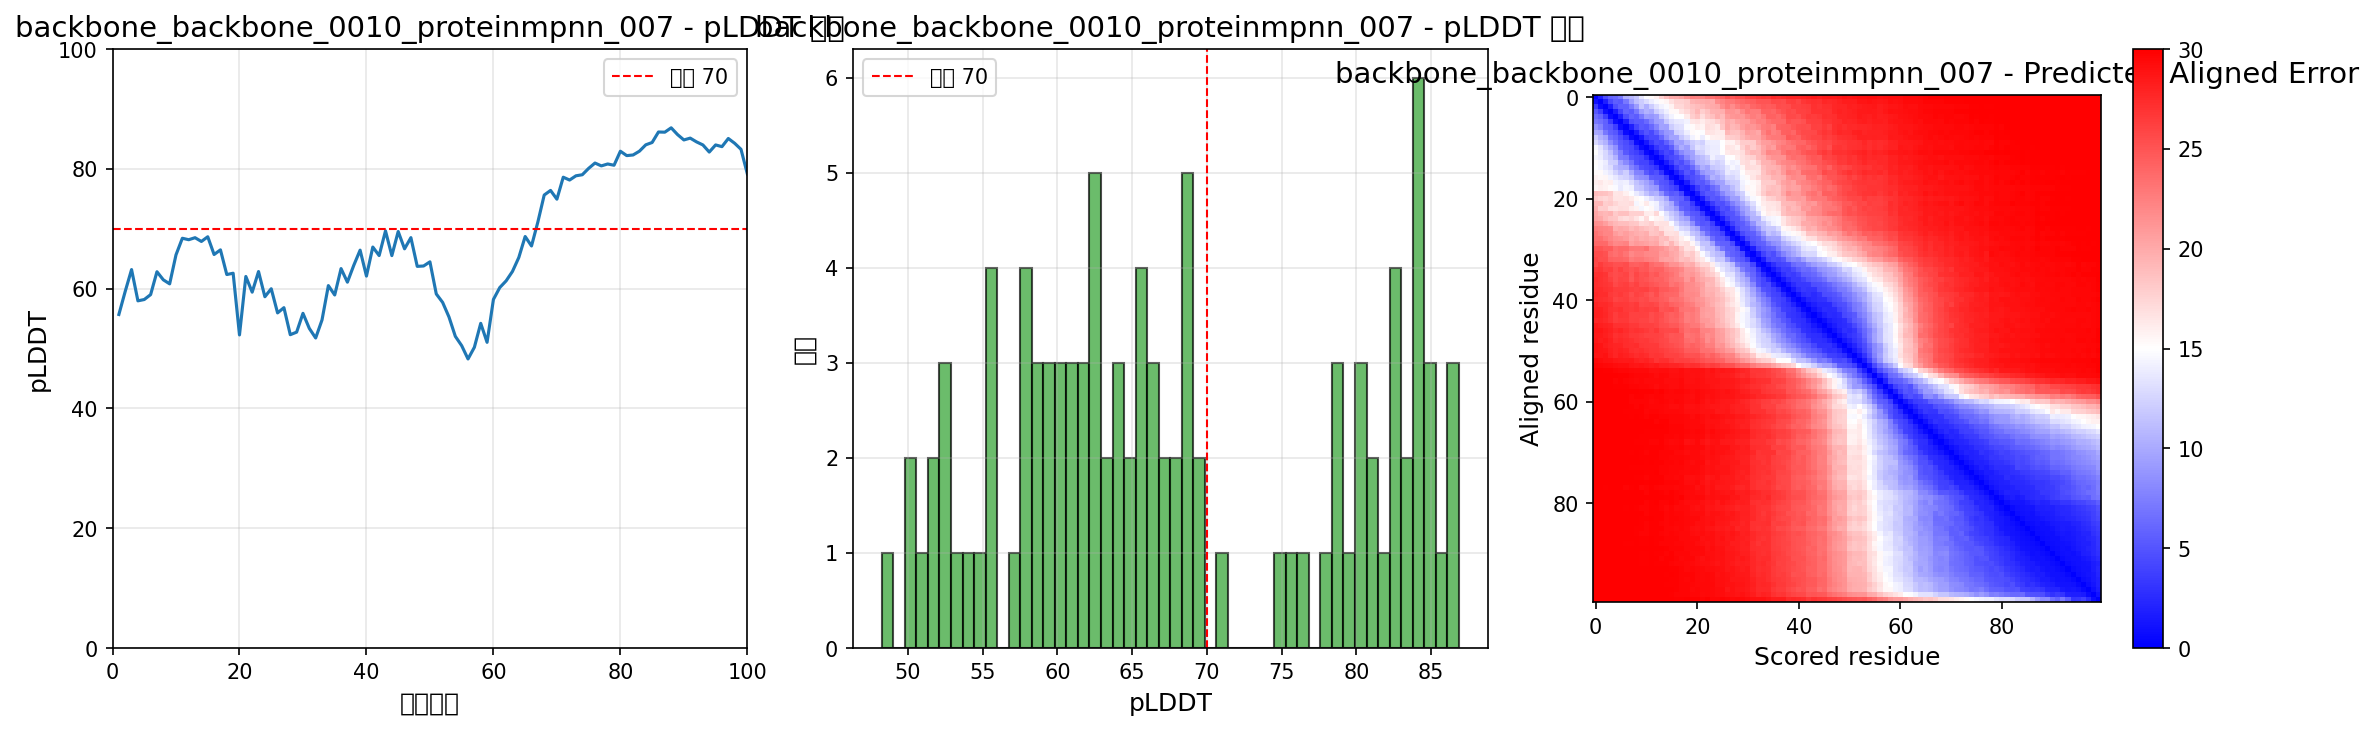 backbone_backbone_0010_proteinmpnn_007 - pLDDT
100
80
60
40
20
0
pLDDT
70
0 20 40 60 80 100
backbone_backbone_0010_proteinmpnn_007 - pLDDT
6
5
4
3
2
1
0
70
50 55 60 65 70 75 80 85
pLDDT
backbone_backbone_0010_proteinmpnn_007 - Predicted Aligned Error
0
20
40
60
80
Aligned residue
0 20 40 60 80
Scored residue
30
25
20
15
10
5
0